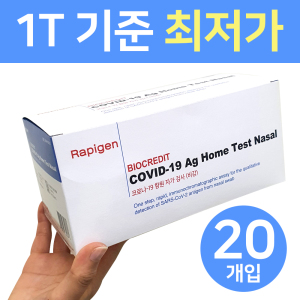 1T 기준 최저가
Rapigen
BIOCREDIT
COVID-19 Ag Home Test Nasal
코로나-19 항원 자가 검사 (비강)
One step, rapid, immunochromatographic assay for the qualitative
detection of SARS-CoV-2 antigen from nasal swab
20
개입